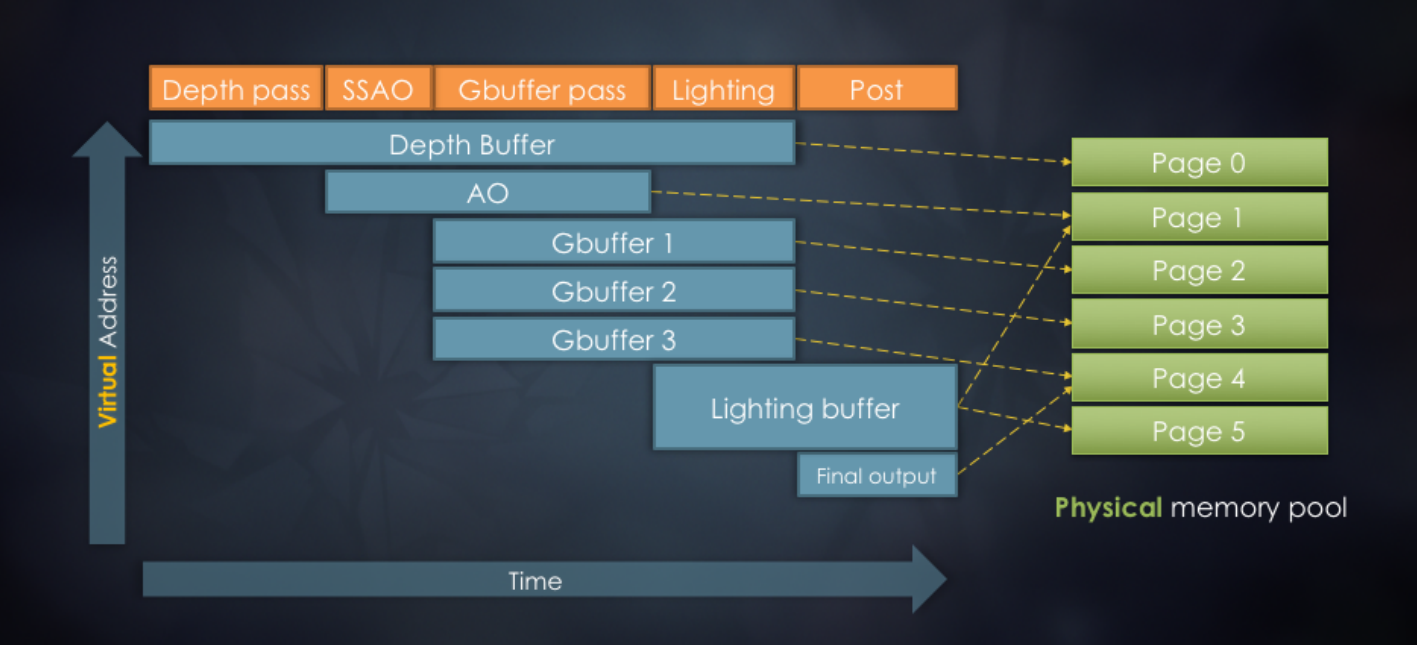 Depth pass
SSAO
Gbuffer pass
Lighting
Post
Depth Buffer
AO
Gbuffer 1
Gbuffer 2
Gbuffer 3
Lighting buffer
Final output
Virtual Address
Time
Page 0
Page 1
Page 2
Page 3
Page 4
Page 5
Physical memory pool